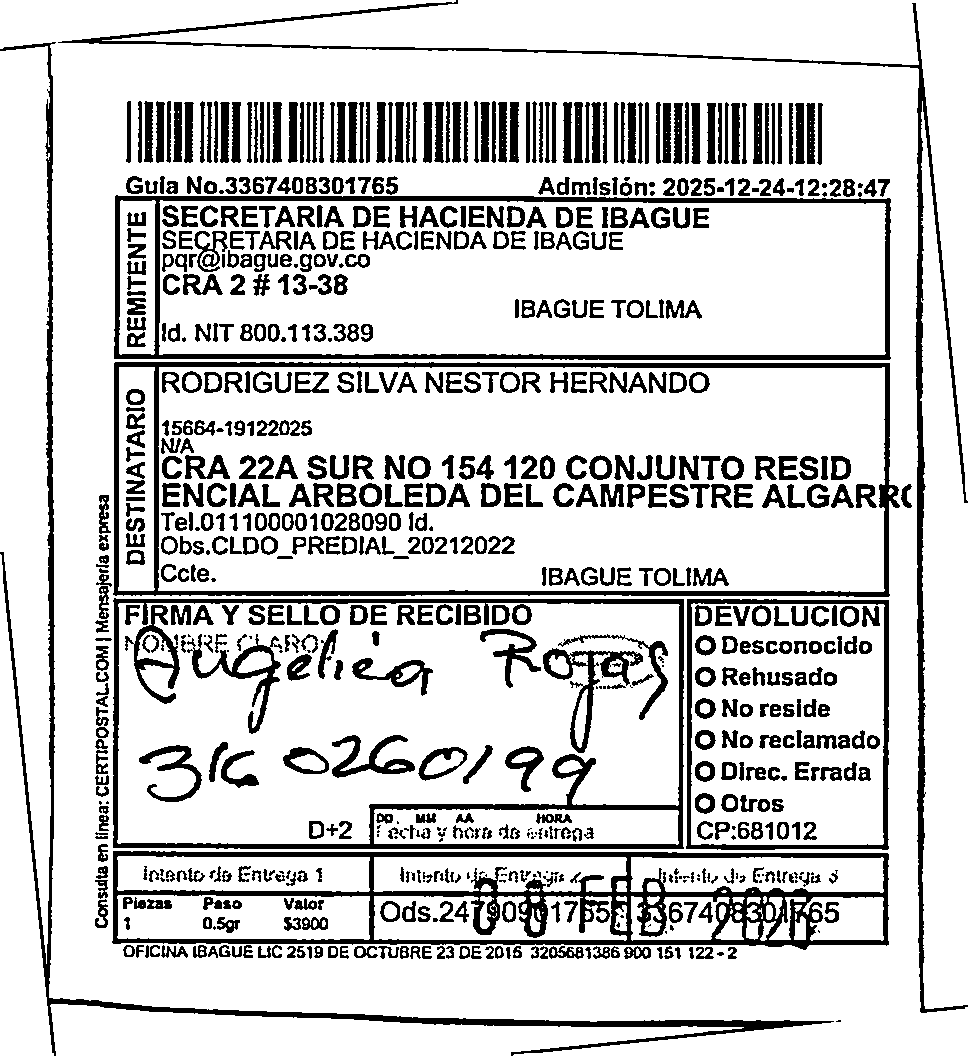 Guia No.3367408301765 Admisión: 2025-12-24-12:28:47
REMITENTE
SECRETARIA DE HACIENDA DE IBAGUE
SECRETARIA DE HACIENDA DE IBAGUE
pqr@ibague.gov.co
CRA 2 # 13-38
IBAGUE TOLIMA
Id. NIT 800.113.389
DESTINATARIO
RODRIGUEZ SILVA NESTOR HERNANDO
15664-19122025
N/A
CRA 22A SUR NO 154 120 CONJUNTO RESID
ENCIAL ARBOLEDA DEL CAMPESTRE ALGARRO
Tel.011100001028090 Id.
Obs.CLDO_PREDIAL_20212022
Ccte. IBAGUE TOLIMA
Consulta en linea: CERTIPOSTAL.COM | Mensajeria expresa
FIRMA Y SELLO DE RECIBIDO
NOMBRE CLARO
Angelica Rojas
316 0260199
D+2
DD. MM AA HORA
Fecha y hora de entrega
DEVOLUCION
Desconocido
Rehusado
No reside
No reclamado
Direc. Errada
Otros
CP:681012
Intento de Entrega 1 Intento de Entrega 2 Intento de Entrega 3
Piezas Peso Valor
1 0.5gr $3900
Ods.24790901765 3367408301765
FEB 2026
OFICINA IBAGUE LIC 2519 DE OCTUBRE 23 DE 2015 3205681386 900 151 122 - 2